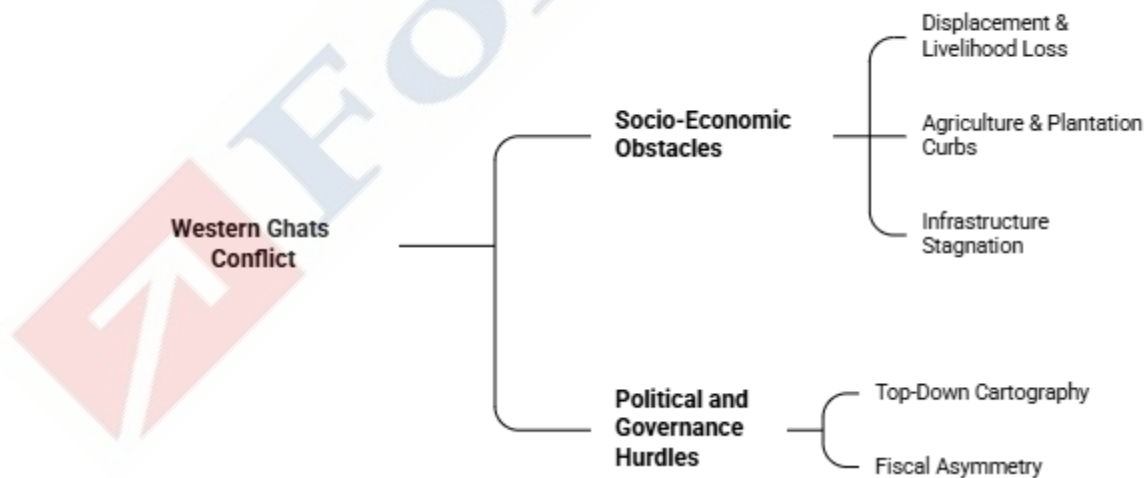 Displacement &
Livelihood Loss
Socio-Economic
Obstacles
Agriculture & Plantation
Curbs
Infrastructure
Stagnation
Western Ghats
Conflict
Political and
Governance
Hurdles
Top-Down Cartography
Fiscal Asymmetry